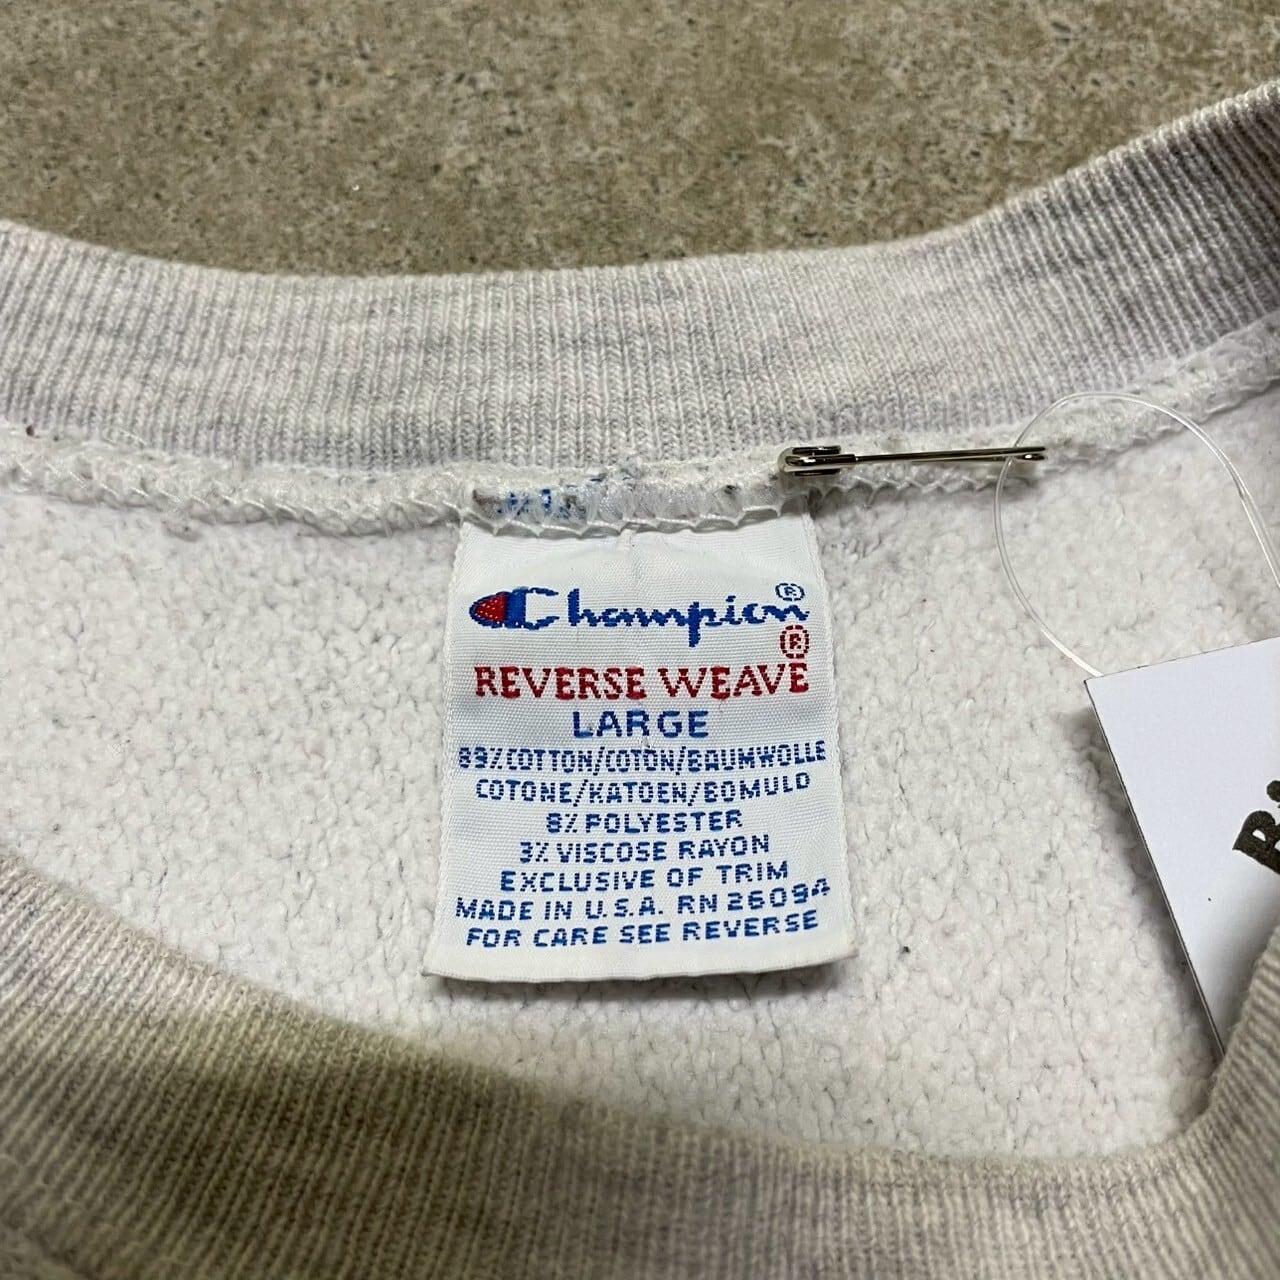 Champion®
®
REVERSE WEAVE
LARGE
89% COTTON/COTON/BAUMWOLLE
COTONE/KATOEN/BOMULD
8% POLYESTER
3% VISCOSE RAYON
EXCLUSIVE OF TRIM
MADE IN U.S.A. RN 26094
FOR CARE SEE REVERSE